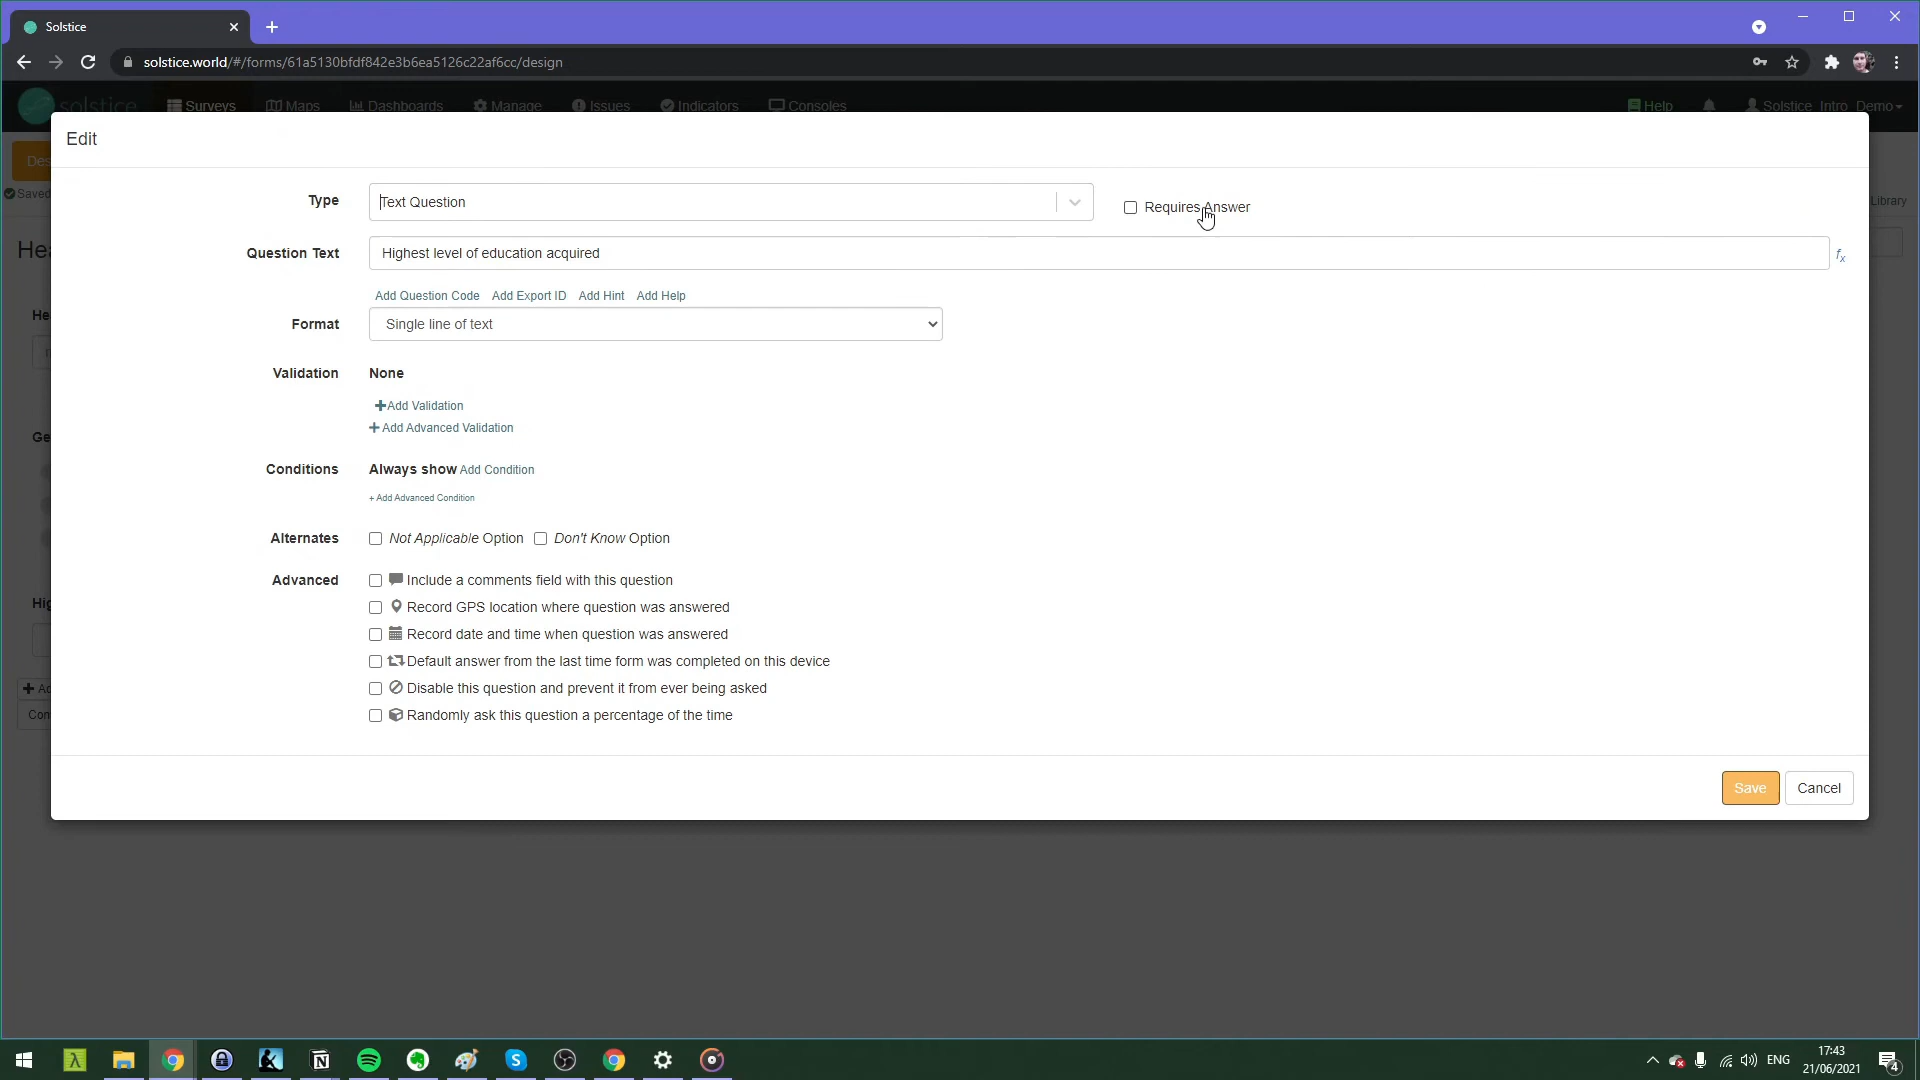 Solstice
solstice.world/#/forms/61a5130bfdf842e3b6ea5126c22af6cc/design
solstice Surveys Maps Dashboards Manage Issues Indicators Consoles Help Solstice Intro Demo
Edit
Saved
Library
Type Text Question Requires Answer
Question Text Highest level of education acquired fx
Add Question Code Add Export ID Add Hint Add Help
Format Single line of text
Validation None
Add Validation
Add Advanced Validation
Conditions Always show Add Condition
+ Add Advanced Condition
Alternates Not Applicable Option Don't Know Option
Advanced Include a comments field with this question
Record GPS location where question was answered
Record date and time when question was answered
Default answer from the last time form was completed on this device
Disable this question and prevent it from ever being asked
Randomly ask this question a percentage of the time
Save Cancel
ENG
17:43
21/06/2021
4